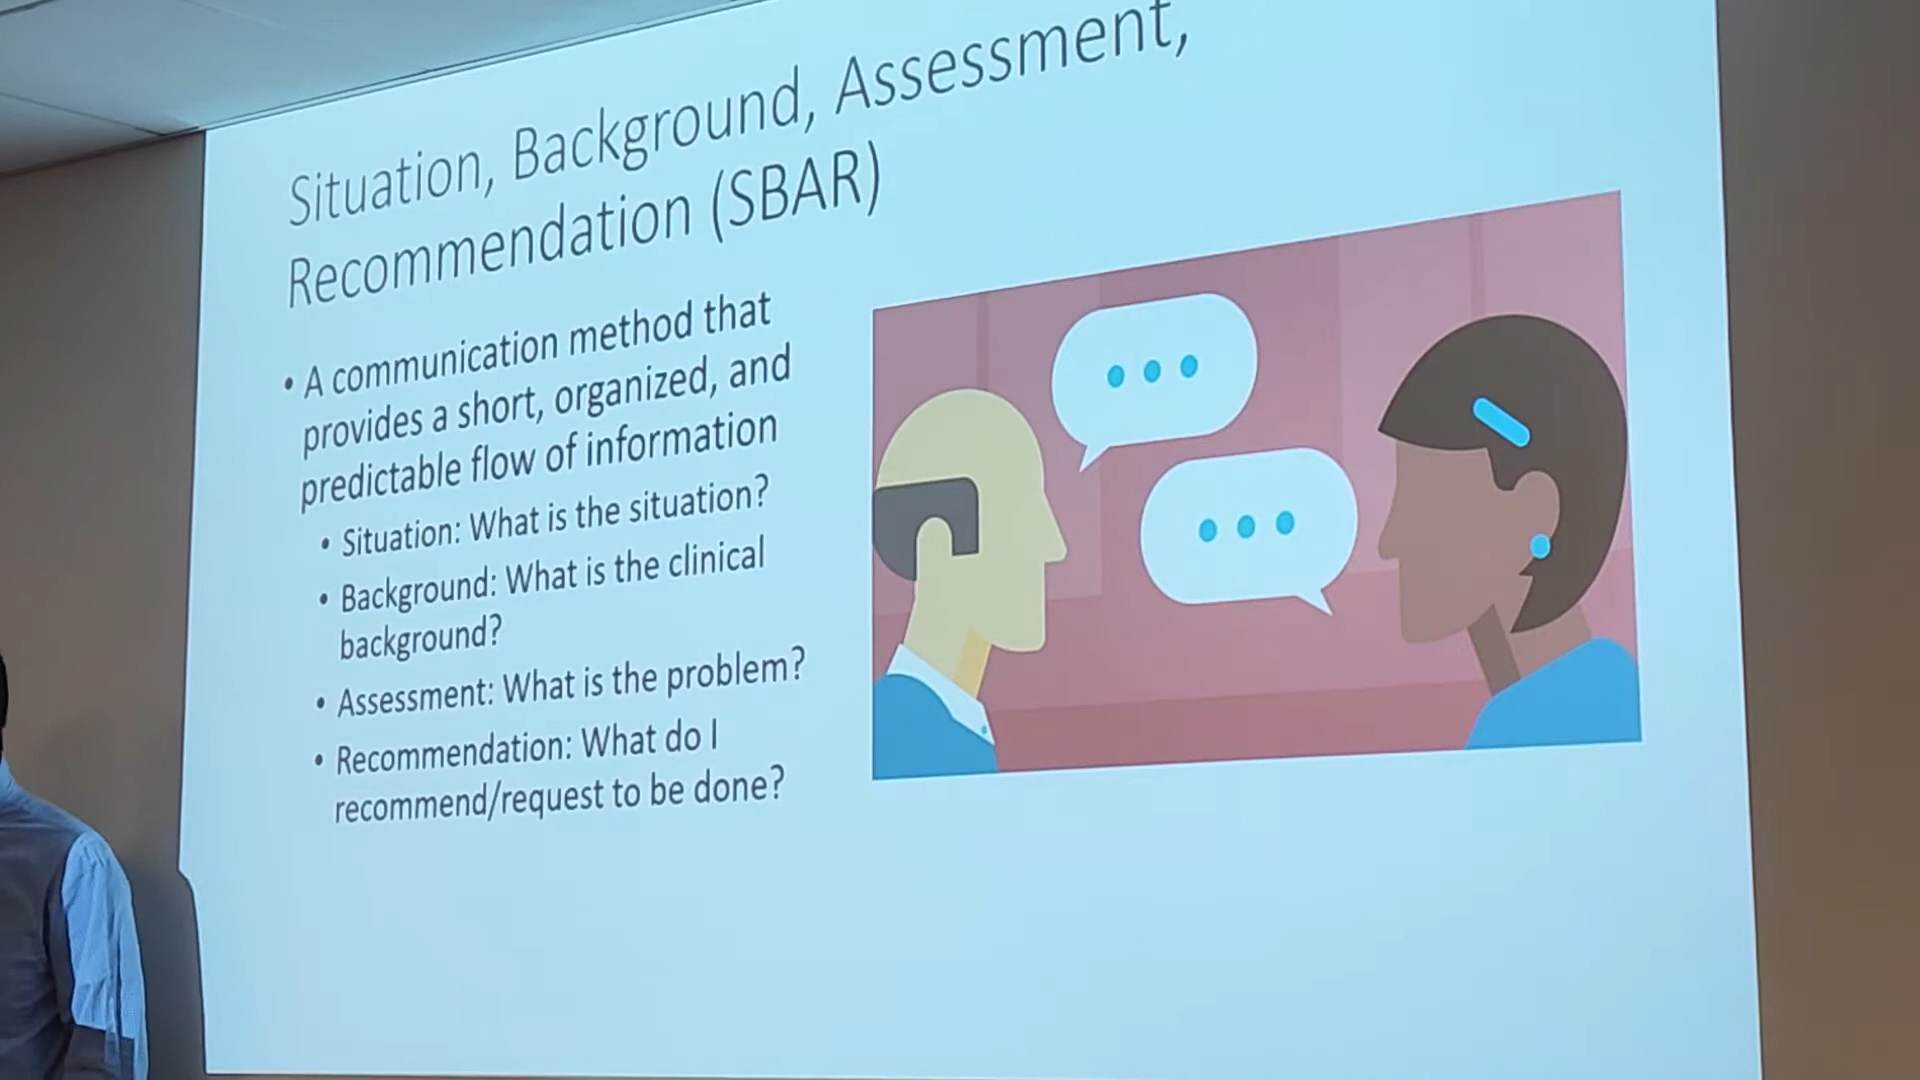 Situation, Background, Assessment,
Recommendation (SBAR)
• A communication method that
provides a short, organized, and
predictable flow of information
• Situation: What is the situation?
• Background: What is the clinical
background?
• Assessment: What is the problem?
• Recommendation: What do I
recommend/request to be done?